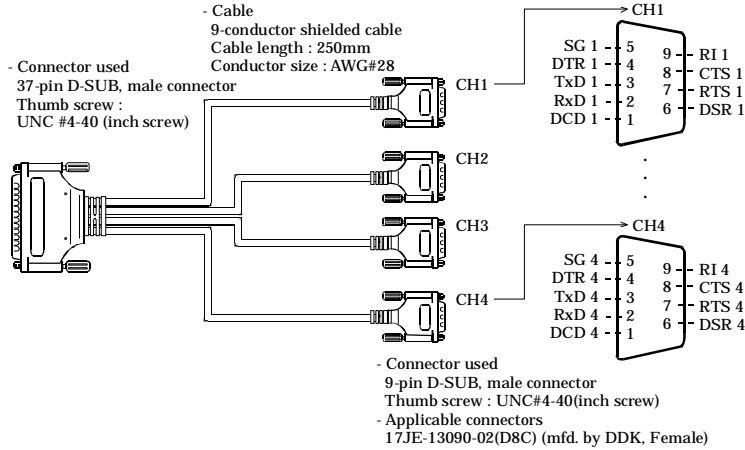 - Cable
9-conductor shielded cable
Cable length : 250mm
Conductor size : AWG#28
- Connector used
37-pin D-SUB, male connector
Thumb screw :
UNC #4-40 (inch screw)
CH1
CH2
CH3
CH4
CH1
SG 1 5
DTR 1 4
TxD 1 3
RxD 1 2
DCD 1 1
9 RI 1
8 CTS 1
7 RTS 1
6 DSR 1
CH4
SG 4 5
DTR 4 4
TxD 4 3
RxD 4 2
DCD 4 1
9 RI 4
8 CTS 4
7 RTS 4
6 DSR 4
- Connector used
9-pin D-SUB, male connector
Thumb screw : UNC#4-40(inch screw)
- Applicable connectors
17JE-13090-02(D8C) (mfd. by DDK, Female)